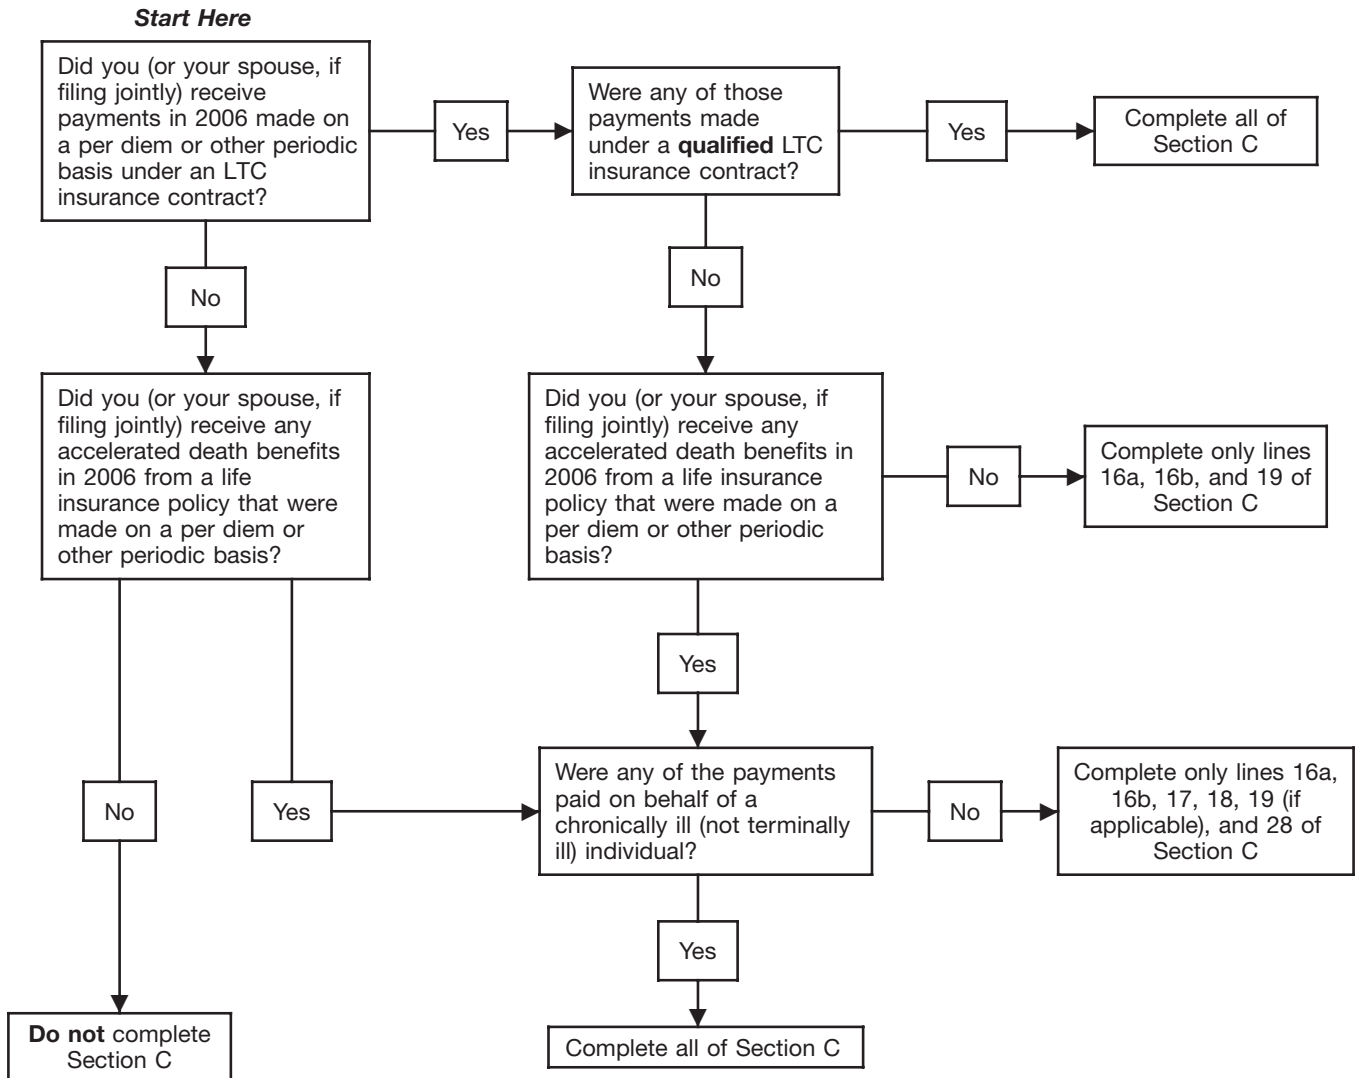 Start Here
Did you (or your spouse, if
filing jointly) receive
payments in 2006 made on
a per diem or other periodic
basis under an LTC
insurance contract?
Yes
Were any of those
payments made
under a qualified LTC
insurance contract?
Yes
Complete all of
Section C
No
No
Did you (or your spouse, if
filing jointly) receive any
accelerated death benefits
in 2006 from a life
insurance policy that were
made on a per diem or
other periodic basis?
Did you (or your spouse, if
filing jointly) receive any
accelerated death benefits in
2006 from a life insurance
policy that were made on a
per diem or other periodic
basis?
No
Complete only lines
16a, 16b, and 19 of
Section C
Yes
No
Yes
Were any of the payments
paid on behalf of a
chronically ill (not terminally
ill) individual?
No
Complete only lines 16a,
16b, 17, 18, 19 (if
applicable), and 28 of
Section C
Yes
Do not complete
Section C
Complete all of Section C